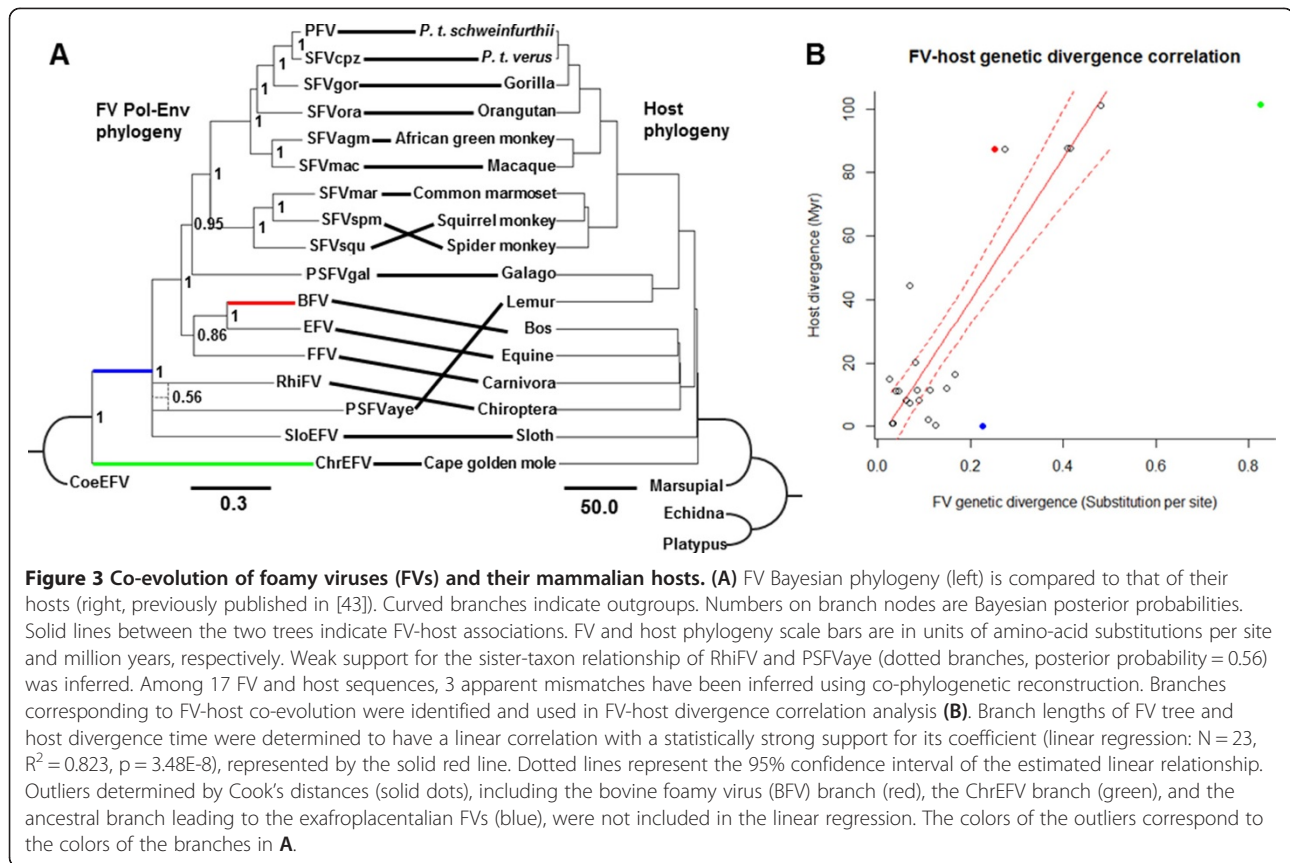 A
FV Pol-Env
phylogeny
Host
phylogeny
PFV
P. t. schweinfurthii
SFVcpz
P. t. verus
SFVgor
Gorilla
SFVora
Orangutan
SFVagm
African green monkey
SFVmac
Macaque
SFVmar
Common marmoset
SFVspm
Squirrel monkey
SFVsqu
Spider monkey
PSFVgal
Galago
BFV
Lemur
EFV
Bos
FFV
Equine
RhiFV
Carnivora
PSFVaye
Chiroptera
SloEFV
Sloth
ChrEFV
Cape golden mole
CoeEFV
Marsupial
Echidna
Platypus
1
1
1
1
1
1
1
1
0.95
1
1
0.86
1
0.56
1
0.3
50.0
B
FV-host genetic divergence correlation
Host divergence (Myr)
100
80
60
40
20
0
0.0 0.2 0.4 0.6 0.8
FV genetic divergence (Substitution per site)
Figure 3 Co-evolution of foamy viruses (FVs) and their mammalian hosts. (A) FV Bayesian phylogeny (left) is compared to that of their
hosts (right, previously published in [43]). Curved branches indicate outgroups. Numbers on branch nodes are Bayesian posterior probabilities.
Solid lines between the two trees indicate FV-host associations. FV and host phylogeny scale bars are in units of amino-acid substitutions per site
and million years, respectively. Weak support for the sister-taxon relationship of RhiFV and PSFVaye (dotted branches, posterior probability = 0.56)
was inferred. Among 17 FV and host sequences, 3 apparent mismatches have been inferred using co-phylogenetic reconstruction. Branches
corresponding to FV-host co-evolution were identified and used in FV-host divergence correlation analysis (B). Branch lengths of FV tree and
host divergence time were determined to have a linear correlation with a statistically strong support for its coefficient (linear regression: N = 23,
R² = 0.823, p = 3.48E-8), represented by the solid red line. Dotted lines represent the 95% confidence interval of the estimated linear relationship.
Outliers determined by Cook's distances (solid dots), including the bovine foamy virus (BFV) branch (red), the ChrEFV branch (green), and the
ancestral branch leading to the exafroplacentalian FVs (blue), were not included in the linear regression. The colors of the outliers correspond to
the colors of the branches in A.